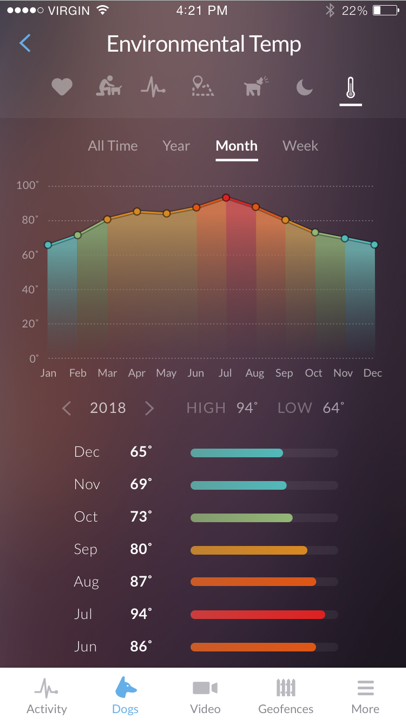 VIRGIN 4:21 PM 22%
Environmental Temp
All Time Year Month Week
100°
80°
60°
40°
20°
0°
Jan Feb Mar Apr May Jun Jul Aug Sep Oct Nov Dec
2018 HIGH 94° LOW 64°
Dec 65°
Nov 69°
Oct 73°
Sep 80°
Aug 87°
Jul 94°
Jun 86°
Activity Dogs Video Geofences More